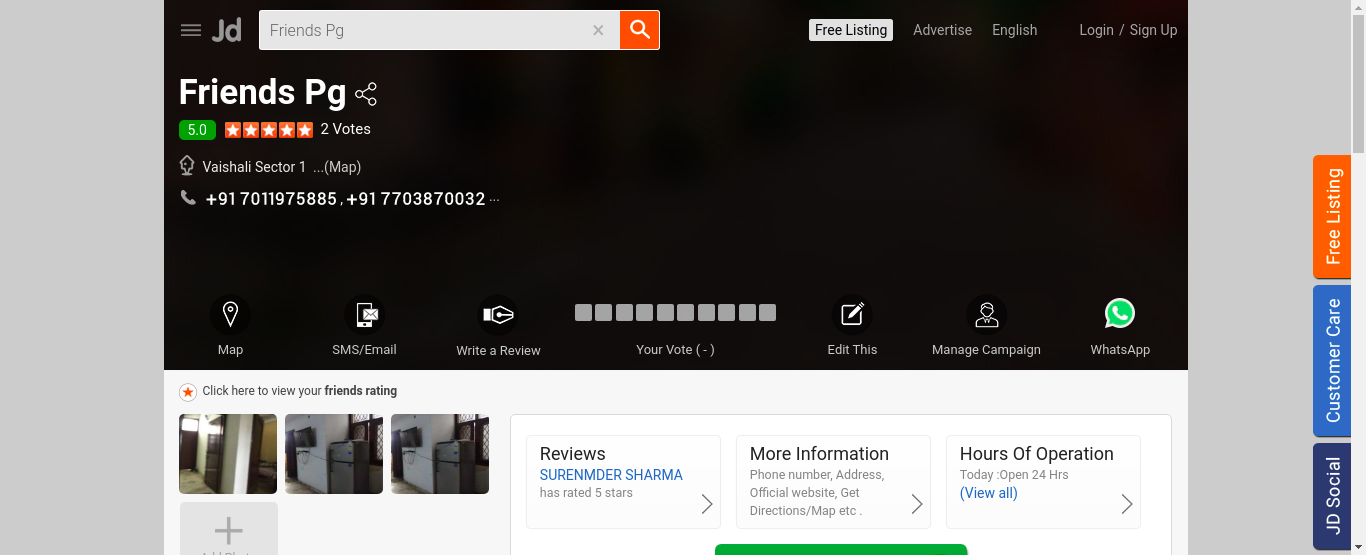 Jd
Friends Pg
Free Listing
Advertise
English
Login / Sign Up
Friends Pg
5.0
2 Votes
Vaishali Sector 1 ...(Map)
+91 7011975885 , +91 7703870032 ...
Map
SMS/Email
Write a Review
Your Vote ( - )
Edit This
Manage Campaign
WhatsApp
Click here to view your friends rating
Reviews
SURENMDER SHARMA
has rated 5 stars
More Information
Phone number, Address,
Official website, Get
Directions/Map etc .
Hours Of Operation
Today :Open 24 Hrs
(View all)
Free Listing
Customer Care
JD Social